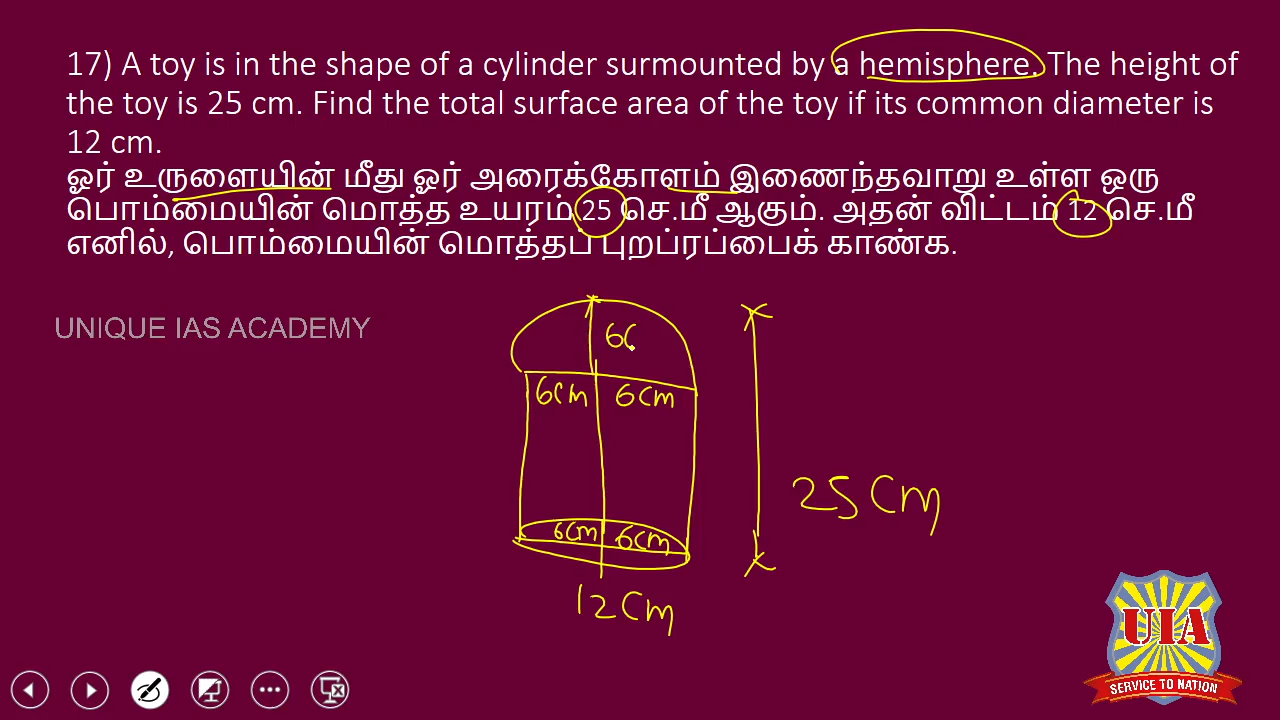 17) A toy is in the shape of a cylinder surmounted by a hemisphere. The height of
the toy is 25 cm. Find the total surface area of the toy if its common diameter is
12 cm.
ஓர் உருளையின் மீது ஓர் அரைக்கோளம் இணைந்தவாறு உள்ள ஒரு
பொம்மையின் மொத்த உயரம் 25 செ.மீ ஆகும். அதன் விட்டம் 12 செ.மீ
எனில், பொம்மையின் மொத்தப் புறப்ரப்பைக் காண்க.
UNIQUE IAS ACADEMY
6C
6cm 6cm
25 Cm
6cm 6cm
12 Cm
UIA
SERVICE TO NATION